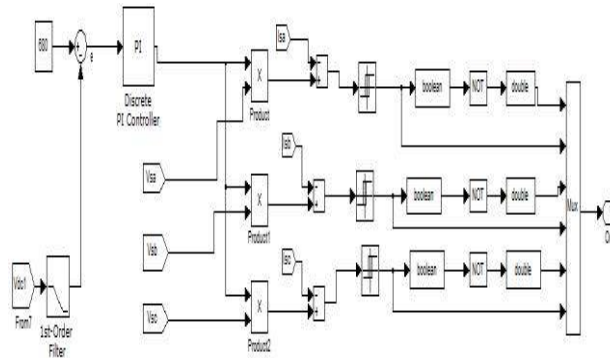 680
e
PI
Discrete
PI Controller
Isa
X
Product
boolean
NOT
double
Vsa
Isb
X
Product1
boolean
NOT
double
Mux
Vsb
Isc
X
Product2
boolean
NOT
double
Vdc1
From7
1st-Order
Filter
Vsc